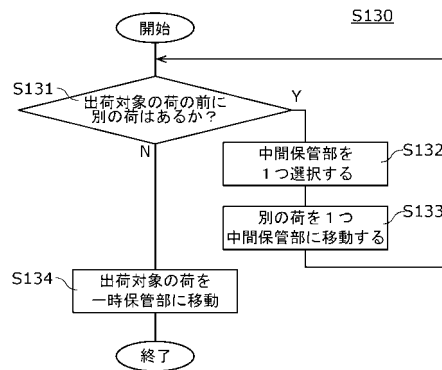 S130
開始
S131
出荷対象の荷の前に
別の荷はあるか？
Y
N
S132
中間保管部を
１つ選択する
S133
別の荷を１つ
中間保管部に移動する
S134
出荷対象の荷を
一時保管部に移動
終了